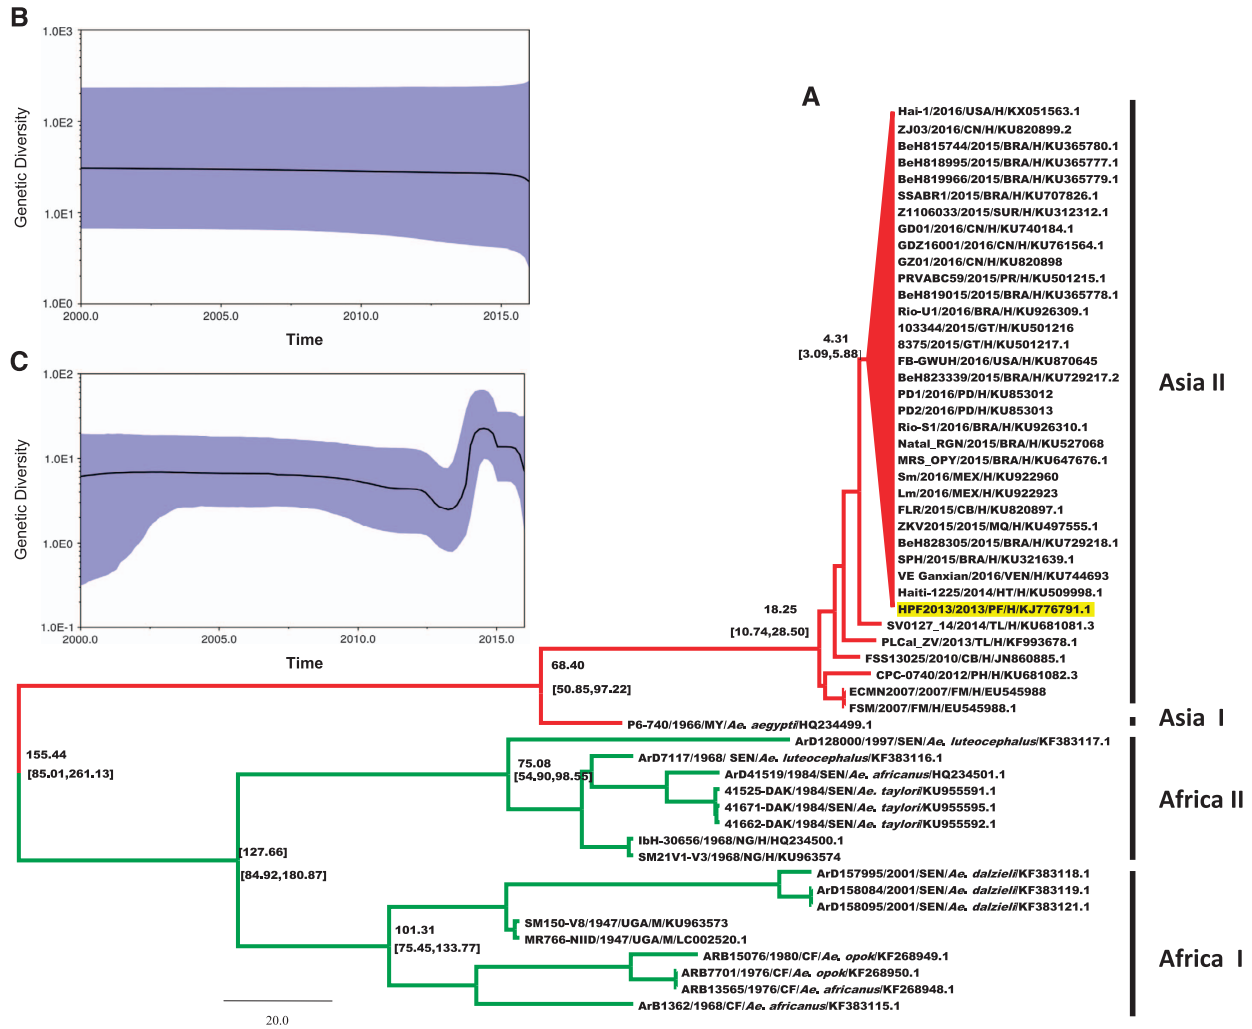 B
1.0E3
1.0E2
1.0E1
1.0E0
Genetic Diversity
2000.0
2005.0
2010.0
2015.0
Time
C
1.0E2
1.0E1
1.0E0
1.0E-1
Genetic Diversity
2000.0
2005.0
2010.0
2015.0
Time
A
Hai-1/2016/USA/H/KX051563.1
ZJ03/2016/CN/H/KU820899.2
BeH815744/2015/BRA/H/KU365780.1
BeH818995/2015/BRA/H/KU365777.1
BeH819966/2015/BRA/H/KU365779.1
SSABR1/2015/BRA/H/KU707826.1
Z1106033/2015/SUR/H/KU312312.1
GD01/2016/CN/H/KU740184.1
GDZ16001/2016/CN/H/KU761564.1
GZ01/2016/CN/H/KU820898
PRVABC59/2015/PR/H/KU501215.1
BeH819015/2015/BRA/H/KU365778.1
Rio-U1/2016/BRA/H/KU926309.1
103344/2015/GT/H/KU501216
8375/2015/GT/H/KU501217.1
FB-GWUH/2016/USA/H/KU870645
BeH823339/2015/BRA/H/KU729217.2
PD1/2016/PD/H/KU853012
PD2/2016/PD/H/KU853013
Rio-S1/2016/BRA/H/KU926310.1
Natal_RGN/2015/BRA/H/KU527068
MRS_OPY/2015/BRA/H/KU647676.1
Sm/2016/MEX/H/KU922960
Lm/2016/MEX/H/KU922923
FLR/2015/CB/H/KU820897.1
ZKV2015/2015/MQ/H/KU497555.1
BeH828305/2015/BRA/H/KU729218.1
SPH/2015/BRA/H/KU321639.1
VE Ganxian/2016/VEN/H/KU744693
Haiti-1225/2014/HT/H/KU509998.1
HPF2013/2013/PF/H/KJ776791.1
SV0127_14/2014/TL/H/KU681081.3
PLCal_ZV/2013/TL/H/KF993678.1
FSS13025/2010/CB/H/JN860885.1
CPC-0740/2012/PH/H/KU681082.3
ECMN2007/2007/FM/H/EU545988
FSM/2007/FM/H/EU545988.1
P6-740/1966/MY/Ae. aegypti/HQ234499.1
ArD128000/1997/SEN/Ae. luteocephalus/KF383117.1
ArD7117/1968/ SEN/Ae. luteocephalus/KF383116.1
ArD41519/1984/SEN/Ae. africanus/HQ234501.1
41525-DAK/1984/SEN/Ae. taylori/KU955591.1
41671-DAK/1984/SEN/Ae. taylori/KU955595.1
41662-DAK/1984/SEN/Ae. taylori/KU955592.1
IbH-30656/1968/NG/H/HQ234500.1
SM21V1-V3/1968/NG/H/KU963574
ArD157995/2001/SEN/Ae. dalzieli/KF383118.1
ArD158084/2001/SEN/Ae. dalzieli/KF383119.1
ArD158095/2001/SEN/Ae. dalzieli/KF383121.1
SM150-V8/1947/UGA/M/KU963573
MR766-NIID/1947/UGA/M/LC002520.1
ARB15076/1980/CF/Ae. opok/KF268949.1
ARB7701/1976/CF/Ae. opok/KF268950.1
ARB13565/1976/CF/Ae. africanus/KF268948.1
ArB1362/1968/CF/Ae. africanus/KF383115.1
4.31
[3.09,5.88]
18.25
[10.74,28.50]
68.40
[50.85,97.22]
155.44
[85.01,261.13]
75.08
[54.90,98.55]
[127.66]
[84.92,180.87]
101.31
[75.45,133.77]
20.0
Asia II
Asia I
Africa II
Africa I